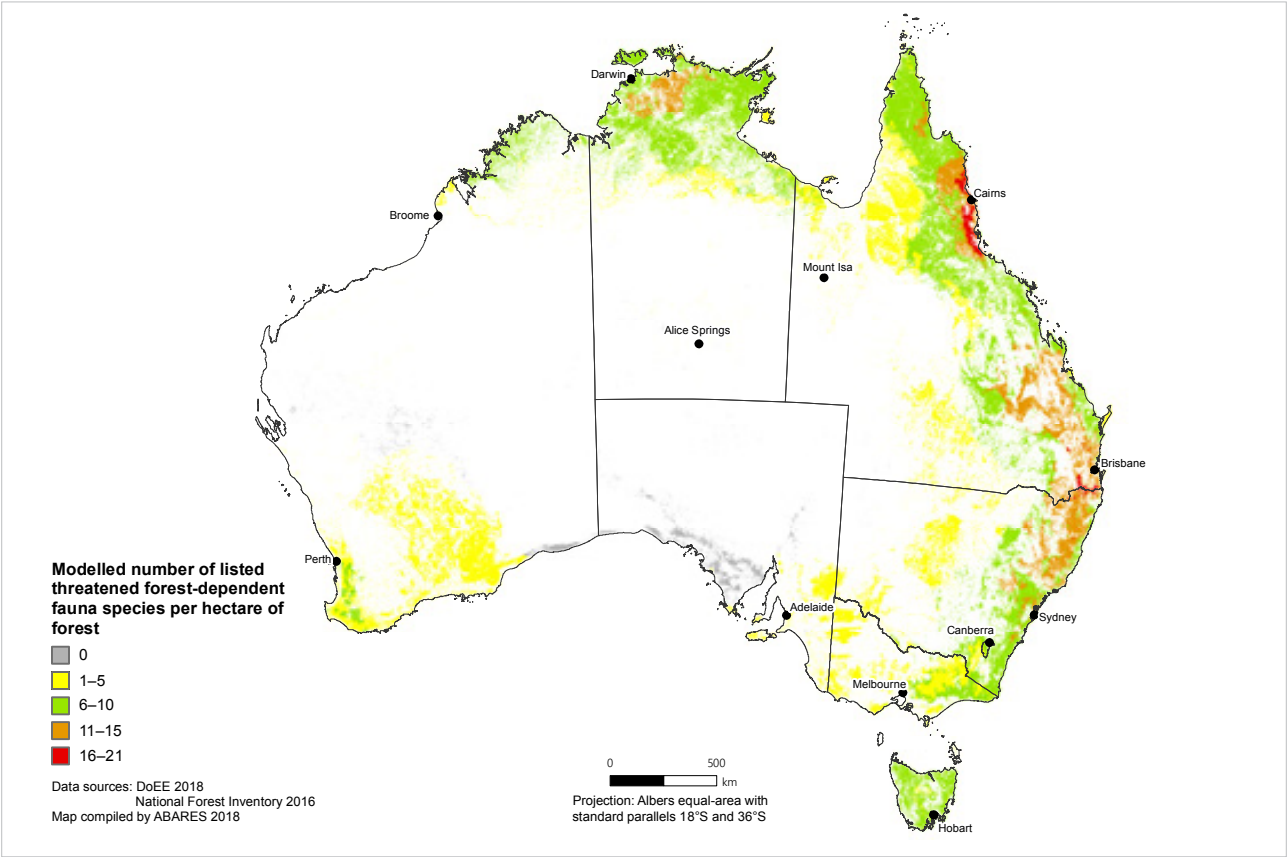 Darwin
Cairns
Broome
Mount Isa
Alice Springs
Brisbane
Perth
Adelaide
Sydney
Canberra
Melbourne
Hobart
Modelled number of listed
threatened forest-dependent
fauna species per hectare of
forest
0
1–5
6–10
11–15
16–21
Data sources: DoEE 2018
National Forest Inventory 2016
Map compiled by ABARES 2018
0 500
km
Projection: Albers equal-area with
standard parallels 18°S and 36°S